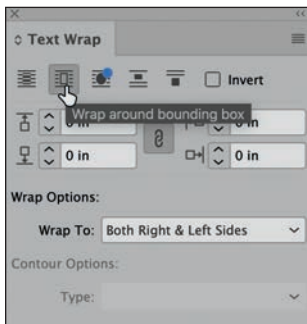 Text Wrap
Invert
Wrap around bounding box
0 in
0 in
0 in
Wrap Options:
Wrap To: Both Right & Left Sides
Contour Options:
Type: